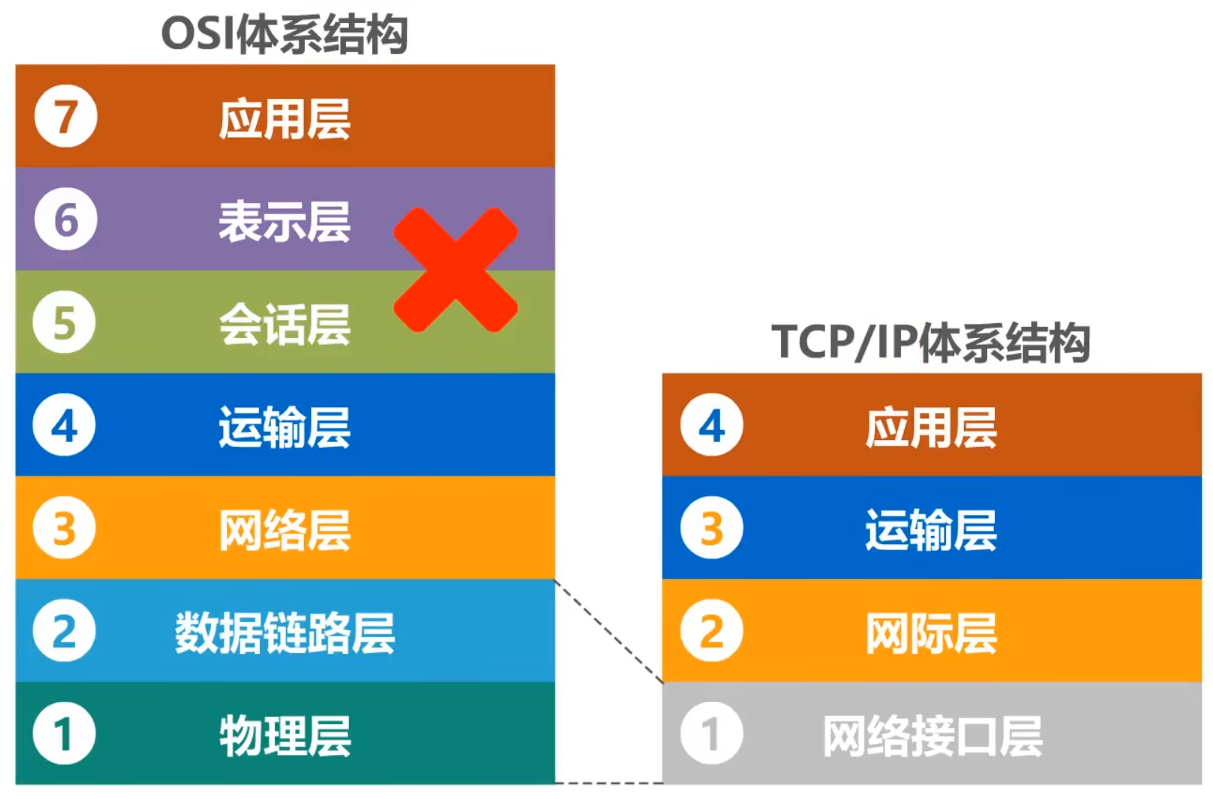 OSI体系结构
7 应用层
6 表示层
5 会话层
4 运输层
3 网络层
2 数据链路层
1 物理层
TCP/IP体系结构
4 应用层
3 运输层
2 网际层
1 网络接口层